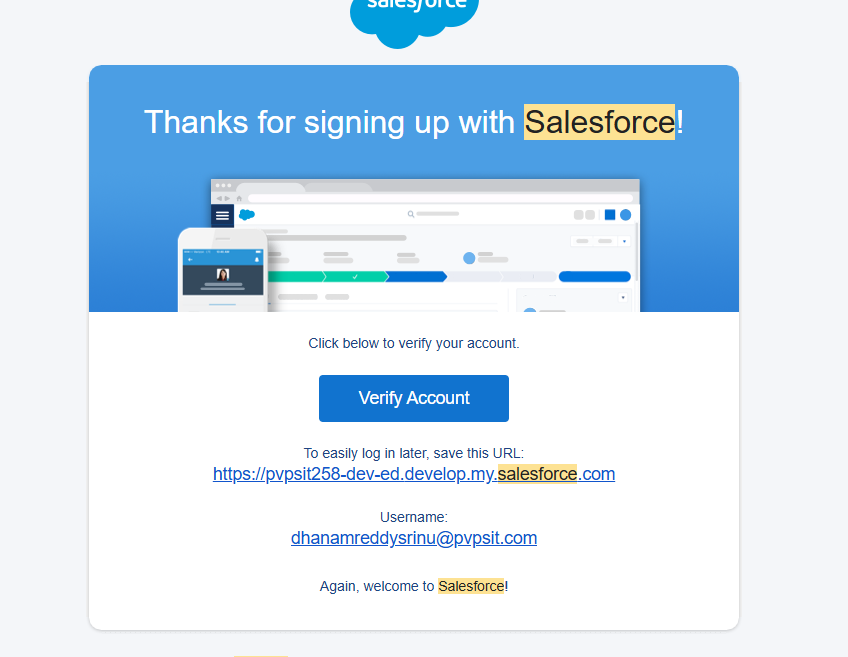 salesforce
Thanks for signing up with Salesforce!
Click below to verify your account.
Verify Account
To easily log in later, save this URL:
https://pvpsit258-dev-ed.develop.my.salesforce.com
Username:
dhanamreddysrinu@pvpsit.com
Again, welcome to Salesforce!